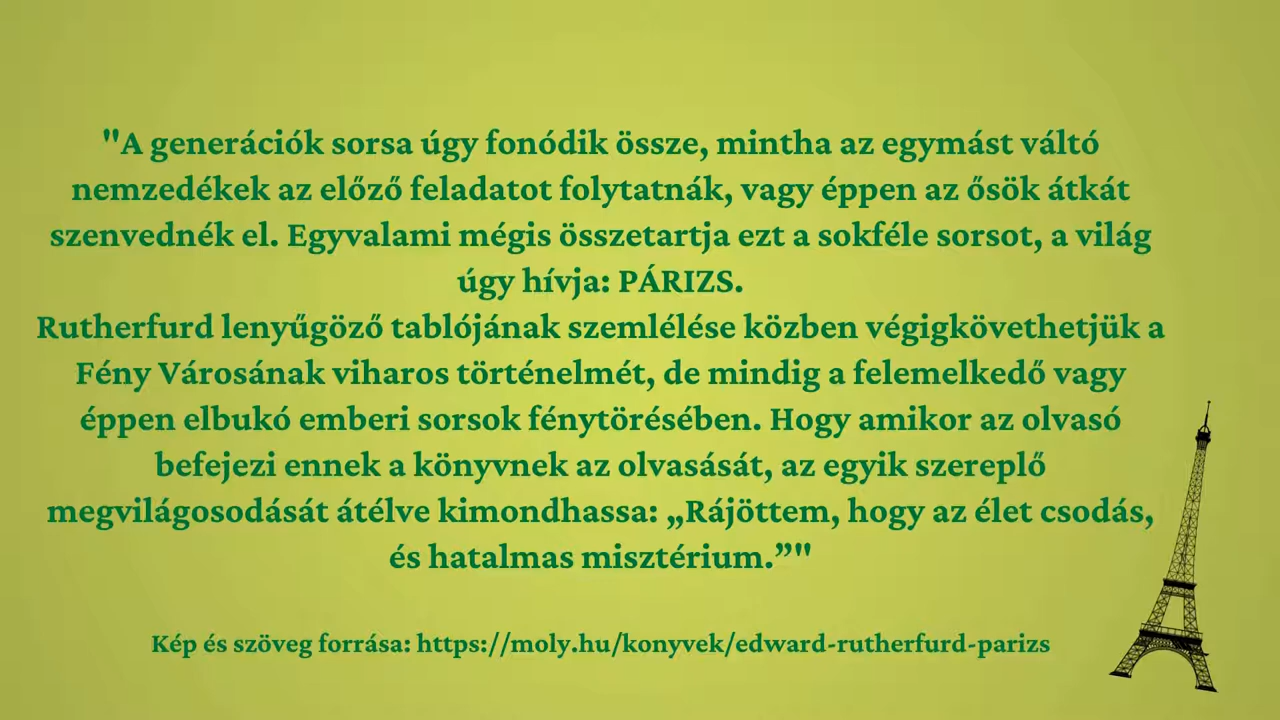 "A generációk sorsa úgy fonódik össze, mintha az egymást váltó
nemzedékek az előző feladatot folytatnák, vagy éppen az ősök átkát
szenvednék el. Egyvalami mégis összetartja ezt a sokféle sorsot, a világ
úgy hívja: PÁRIZS.
Rutherfurd lenyűgöző tablójának szemlélése közben végigkövethetjük a
Fény Városának viharos történelmét, de mindig a felemelkedő vagy
éppen elbukó emberi sorsok fénytörésében. Hogy amikor az olvasó
befejezi ennek a könyvnek az olvasását, az egyik szereplő
megvilágosodását átélve kimondhassa: „Rájöttem, hogy az élet csodás,
és hatalmas misztérium.”"
Kép és szöveg forrása: https://moly.hu/konyvek/edward-rutherfurd-parizs